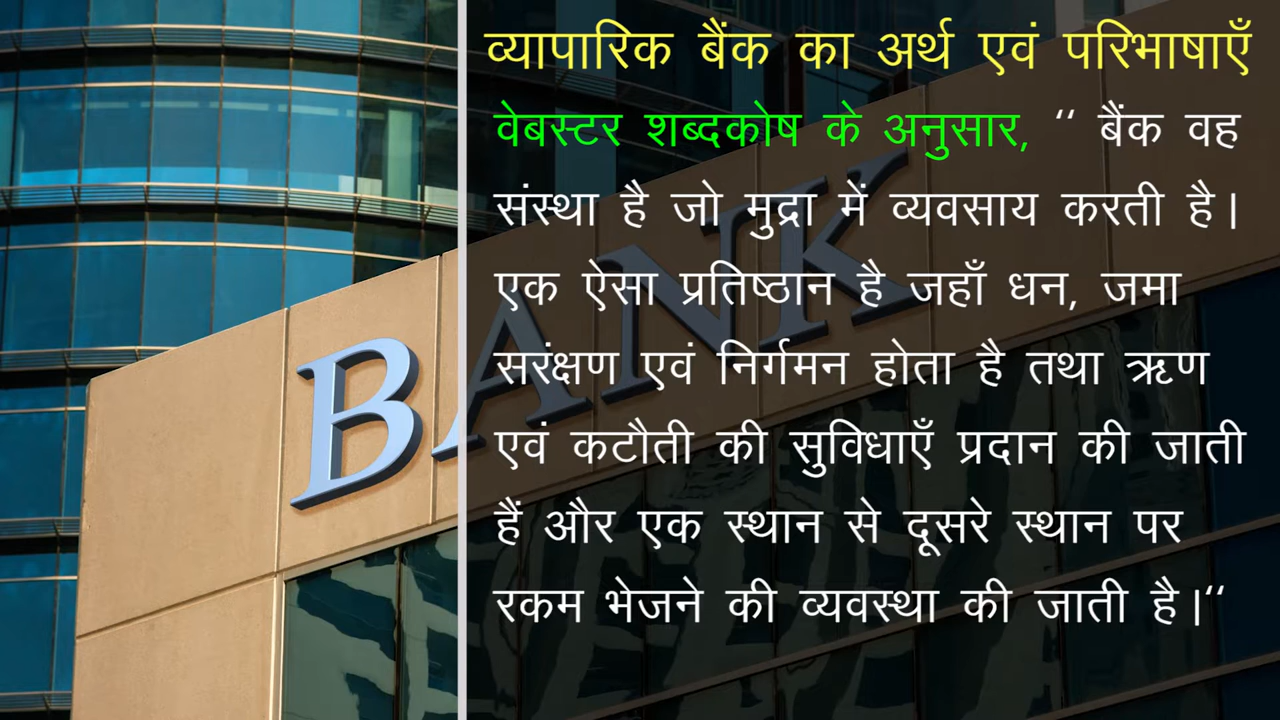 व्यापारिक बैंक का अर्थ एवं परिभाषाएँ
वेबस्टर शब्दकोष के अनुसार, “ बैंक वह
संस्था है जो मुद्रा में व्यवसाय करती है।
एक ऐसा प्रतिष्ठान है जहाँ धन, जमा
सरंक्षण एवं निर्गमन होता है तथा ऋण
एवं कटौती की सुविधाएँ प्रदान की जाती
हैं और एक स्थान से दूसरे स्थान पर
रकम भेजने की व्यवस्था की जाती है।“
BANK